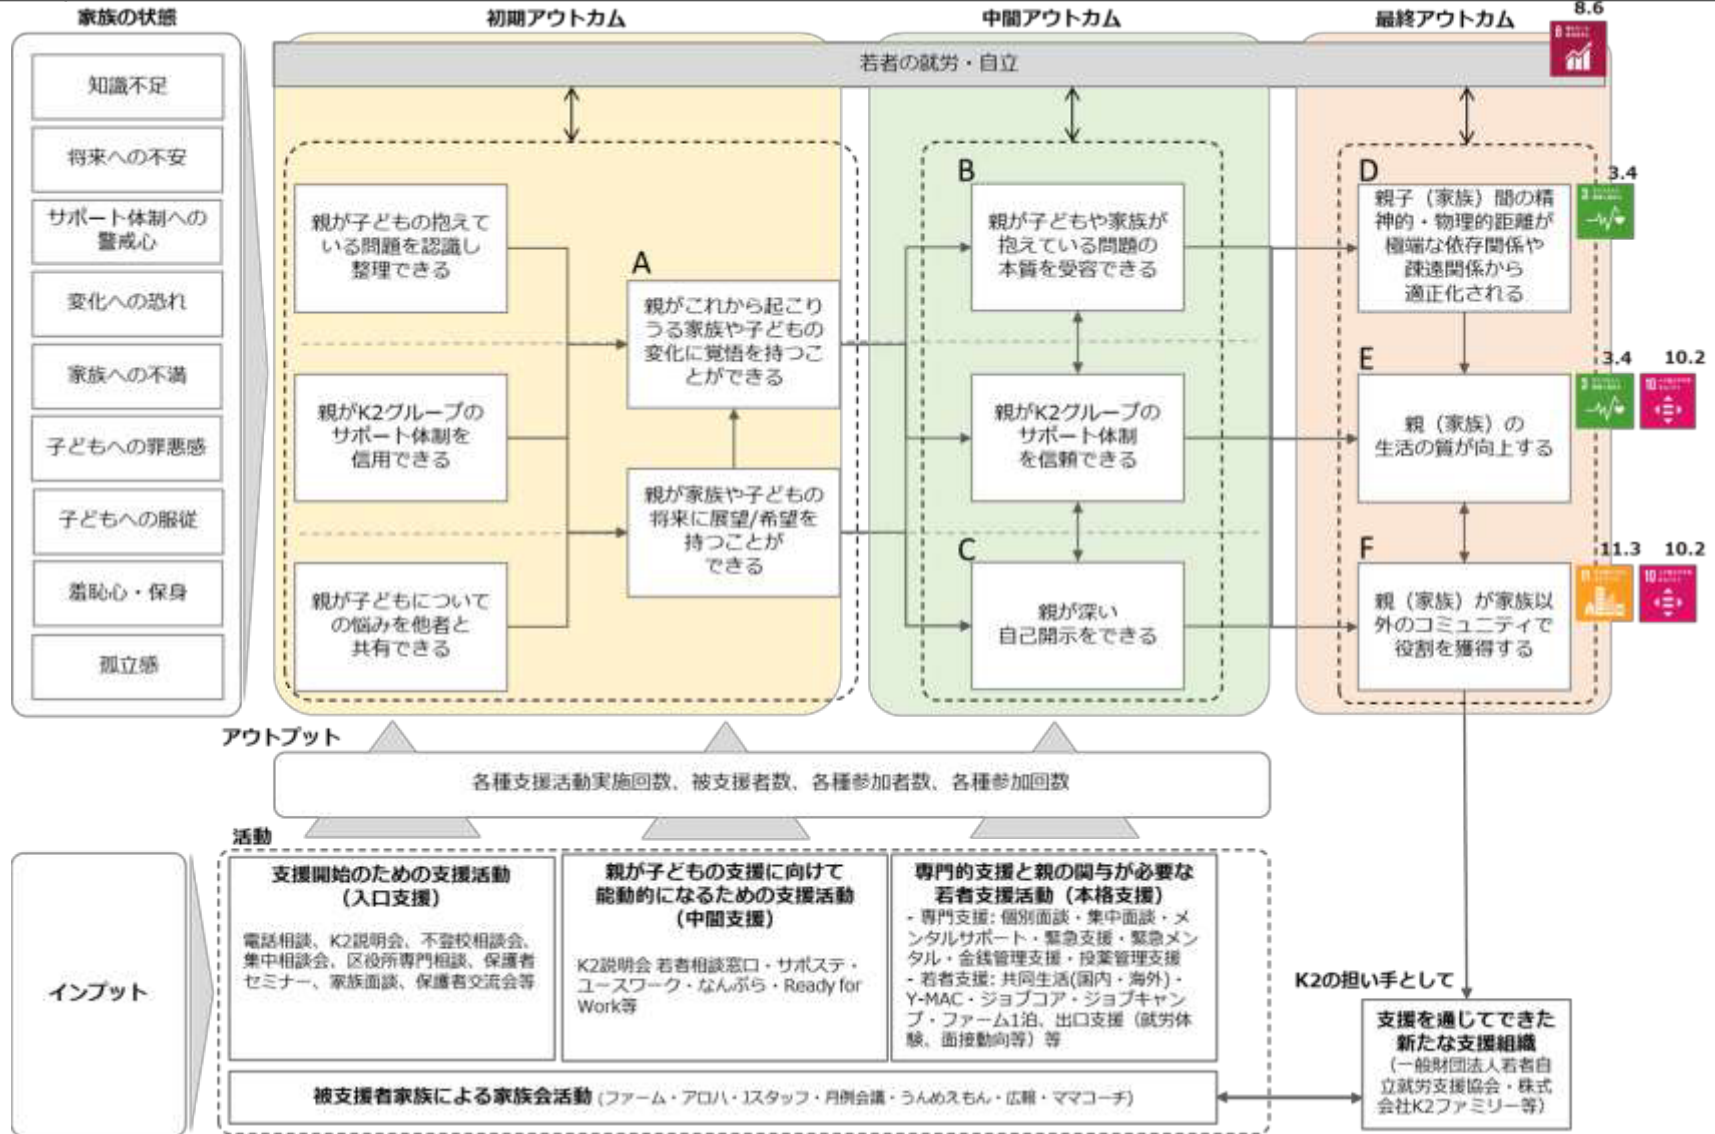 家族の状態
初期アウトカム
中間アウトカム
最終アウトカム
8.6
若者の就労・自立
8
知識不足
将来への不安
サポート体制への
警戒心
変化への恐れ
家族への不満
子どもへの罪悪感
子どもへの服従
羞恥心・保身
孤立感
親が子どもの抱えて
いる問題を認識し
整理できる
親がK2グループの
サポート体制を
信用できる
親が子どもについて
の悩みを他者と
共有できる
A
親がこれから起こり
うる家族や子どもの
変化に覚悟を持つこ
とができる
親が家族や子どもの
将来に展望/希望を
持つことが
できる
B
親が子どもや家族が
抱えている問題の
本質を受容できる
親がK2グループの
サポート体制
を信頼できる
C
親が深い
自己開示をできる
D
3.4
3
親子（家族）間の精
神的・物理的距離が
極端な依存関係や
疎遠関係から
適正化される
E
3.4
10.2
3
10
親（家族）の
生活の質が向上する
F
11.3
10.2
11
10
親（家族）が家族以
外のコミュニティで
役割を獲得する
アウトプット
各種支援活動実施回数、被支援者数、各種参加者数、各種参加回数
活動
インプット
支援開始のための支援活動
（入口支援）
電話相談、K2説明会、不登校相談会、
集中相談会、区役所専門相談、保護者
セミナー、家族面談、保護者交流会等
親が子どもの支援に向けて
能動的になるための支援活動
（中間支援）
K2説明会 若者相談窓口・サポステ・
ユースワーク・なんぶら・Ready for
Work等
専門的支援と親の関与が必要な
若者支援活動（本格支援）
- 専門支援: 個別面談・集中面談・メ
ンタルサポート・緊急支援・緊急メン
タル・金銭管理支援・投薬管理支援
- 若者支援: 共同生活(国内・海外)・
Y-MAC・ジョブコア・ジョブキャン
プ・ファーム1泊、出口支援（就労体
験、面接動向等）等
被支援者家族による家族会活動 (ファーム・アロハ・Jスタッフ・月例会議・うんめえもん・広報・ママコーチ)
K2の担い手として
支援を通じてできた
新たな支援組織
（一般財団法人若者自
立就労支援協会・株式
会社K2ファミリー等）